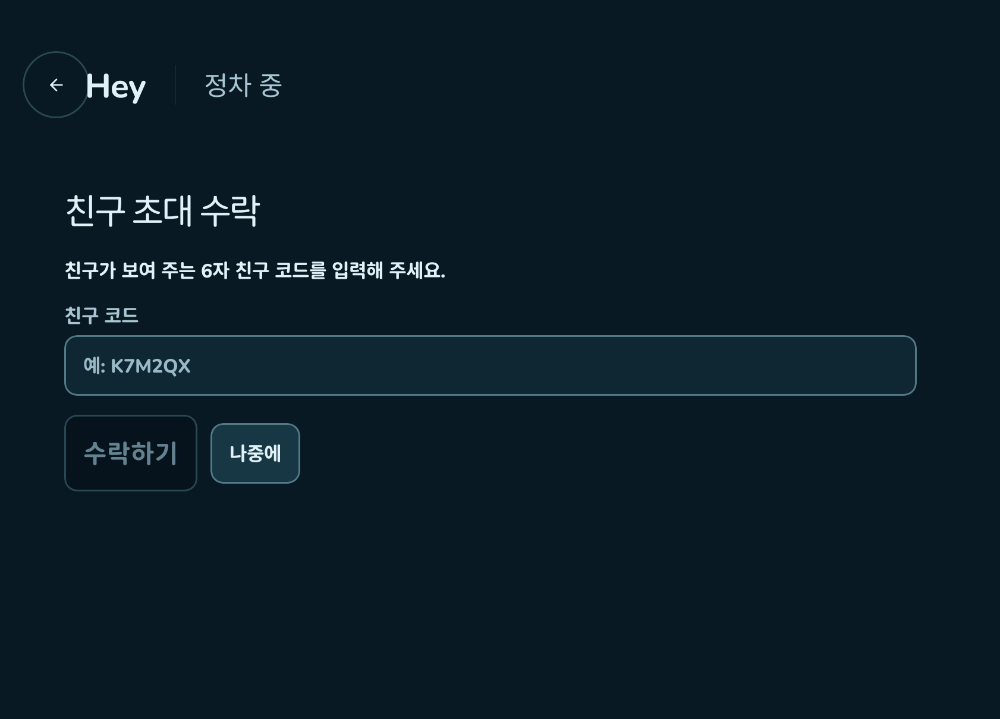 Hey 정차 중
친구 초대 수락
친구가 보여 주는 6자 친구 코드를 입력해 주세요.
친구 코드
예: K7M2QX
수락하기 나중에